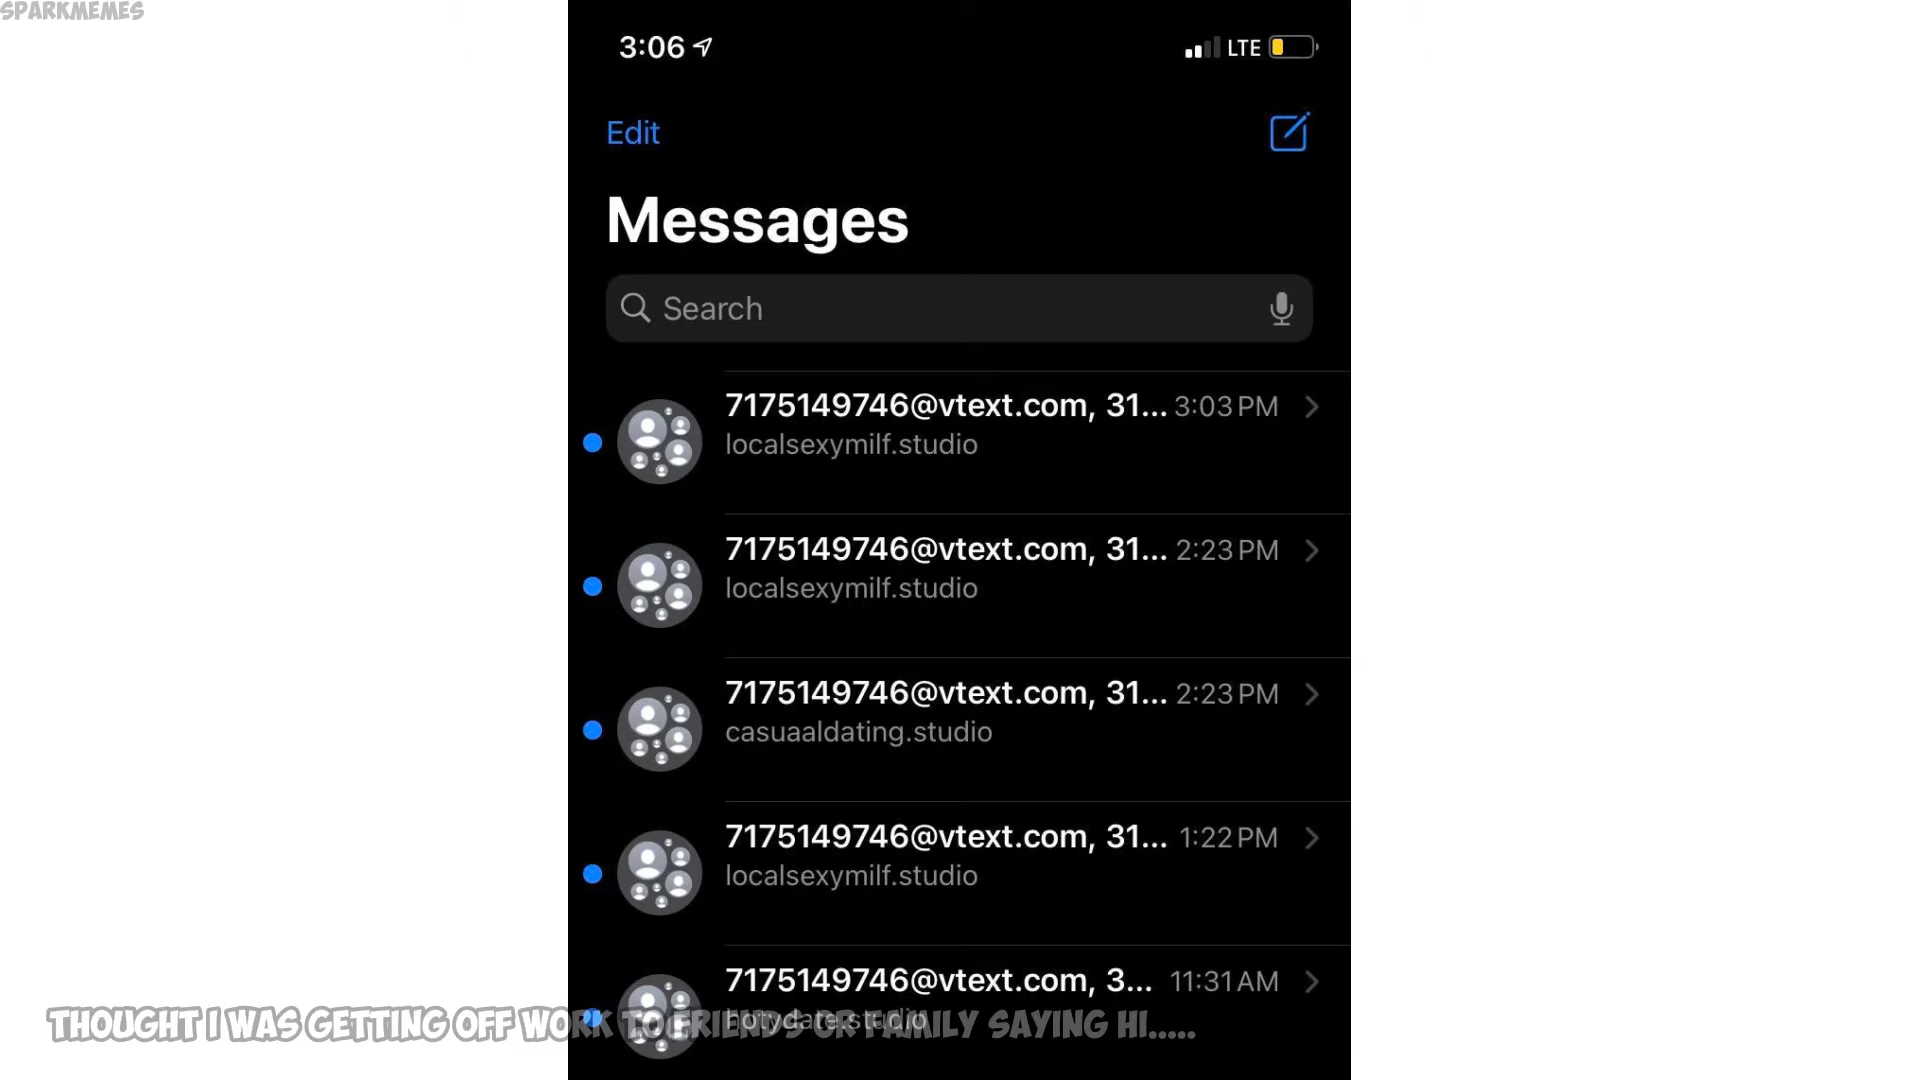 SPARKMEMES
3:06
LTE
Edit
Messages
Search
7175149746@vtext.com, 31... 3:03 PM
localsexymilf.studio
7175149746@vtext.com, 31... 2:23 PM
localsexymilf.studio
7175149746@vtext.com, 31... 2:23 PM
casuaaldating.studio
7175149746@vtext.com, 31... 1:22 PM
localsexymilf.studio
7175149746@vtext.com, 3... 11:31 AM
hotydate.studio
THOUGHT I WAS GETTING OFF WORK TO FRIENDS OR FAMILY SAYING HI.....